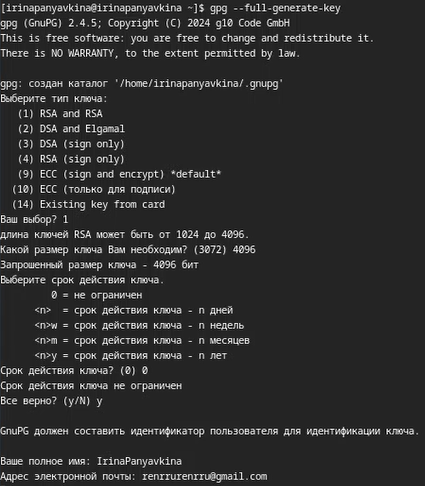 [irinapanyavkina@irinapanyavkina ~]$ gpg --full-generate-key
gpg (GnuPG) 2.4.5; Copyright (C) 2024 g10 Code GmbH
This is free software: you are free to change and redistribute it.
There is NO WARRANTY, to the extent permitted by law.
gpg: создан каталог '/home/irinapanyavkina/.gnupg'
Выберите тип ключа:
(1) RSA and RSA
(2) DSA and Elgamal
(3) DSA (sign only)
(4) RSA (sign only)
(9) ECC (sign and encrypt) *default*
(10) ECC (только для подписи)
(14) Existing key from card
Ваш выбор? 1
длина ключей RSA может быть от 1024 до 4096.
Какой размер ключа Вам необходим? (3072) 4096
Запрошенный размер ключа - 4096 бит
Выберите срок действия ключа.
0 = не ограничен
<n> = срок действия ключа - n дней
<n>w = срок действия ключа - n недель
<n>m = срок действия ключа - n месяцев
<n>y = срок действия ключа - n лет
Срок действия ключа? (0) 0
Срок действия ключа не ограничен
Все верно? (y/N) y
GnuPG должен составить идентификатор пользователя для идентификации ключа.
Ваше полное имя: IrinaPanyavkina
Адрес электронной почты: renrrurenrru@gmail.com